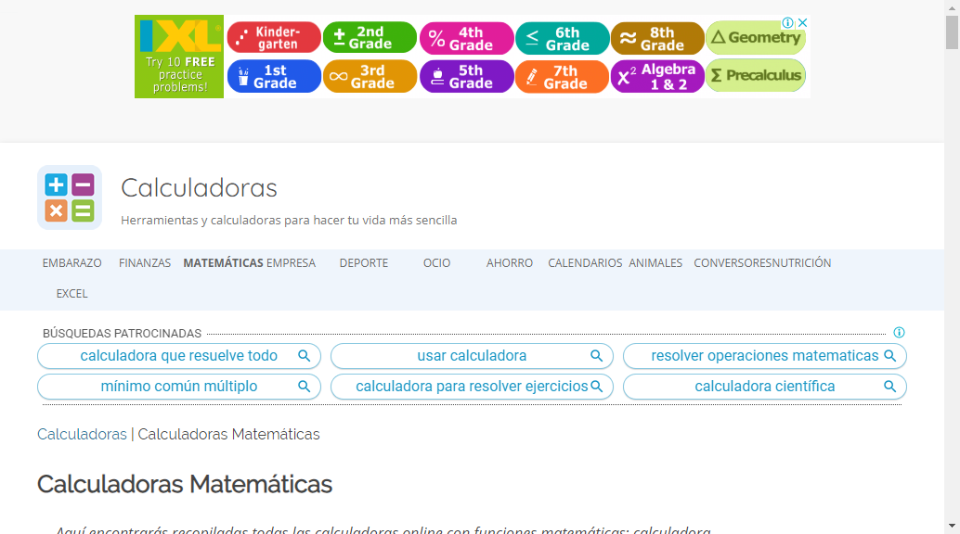 IXL
Try 10 FREE
practice
problems!
Kinder-
garten
± 2nd
Grade
% 4th
Grade
≤ 6th
Grade
≈ 8th
Grade
△ Geometry
1st
Grade
∞ 3rd
Grade
5th
Grade
7th
Grade
x² Algebra
1 & 2
Σ Precalculus
Calculadoras
Herramientas y calculadoras para hacer tu vida más sencilla
EMBARAZO FINANZAS MATEMÁTICAS EMPRESA DEPORTE OCIO AHORRO CALENDARIOS ANIMALES CONVERSORES NUTRICIÓN
EXCEL
BÚSQUEDAS PATROCINADAS
calculadora que resuelve todo usar calculadora resolver operaciones matematicas
mínimo común múltiplo calculadora para resolver ejercicios calculadora científica
Calculadoras | Calculadoras Matemáticas
Calculadoras Matemáticas
Aquí encontrarás recopiladas todas las calculadoras online con funciones matemáticas: calculadora